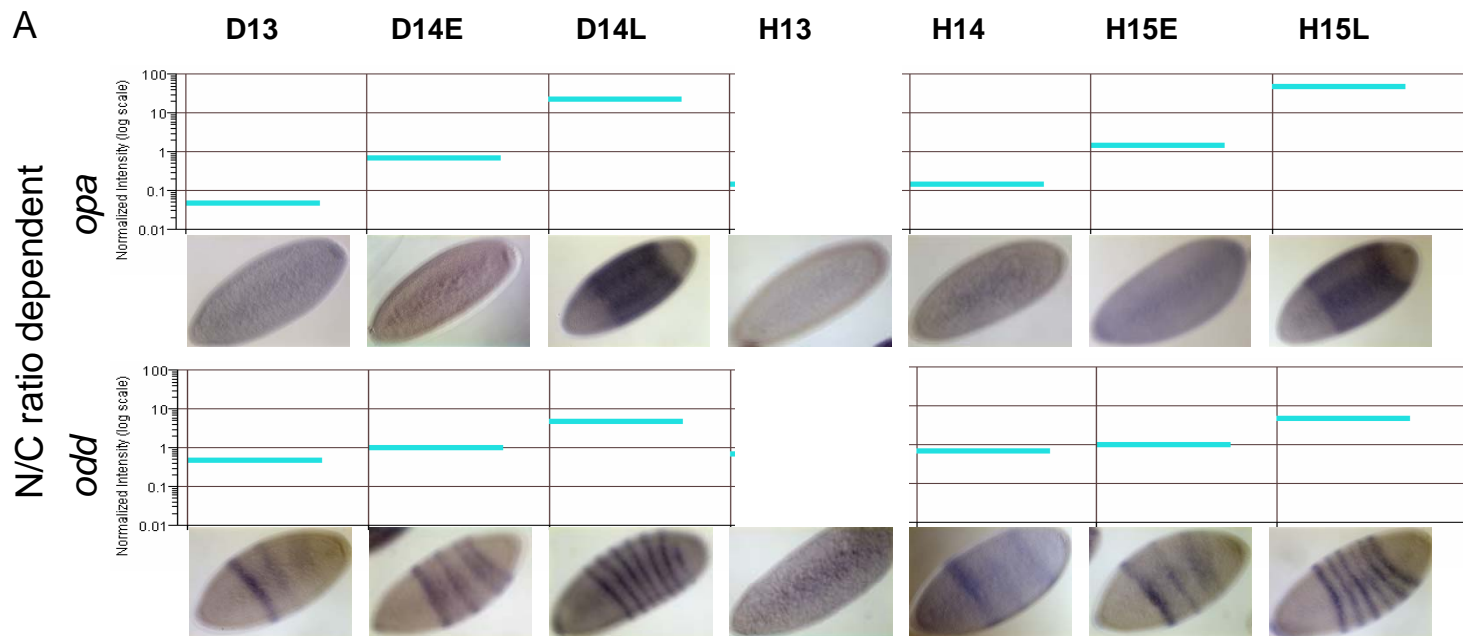 A
D13 D14E D14L H13 H14 H15E H15L
N/C ratio dependent
opa
Normalized Intensity (log scale)
100
10
1
0.1
0.01
odd
Normalized Intensity (log scale)
100
10
1
0.1
0.01